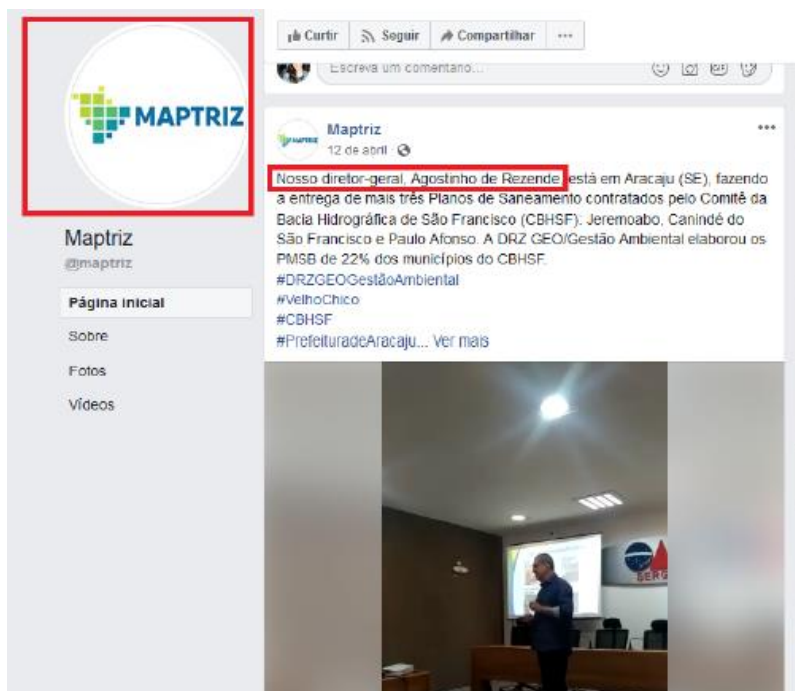 MAPTRIZ
Maptriz
@maptriz
Página inicial
Sobre
Fotos
Vídeos
Curtir Seguir Compartilhar ...
Escreva um comentário...
Maptriz
12 de abril
Nosso diretor-geral, Agostinho de Rezende, está em Aracaju (SE), fazendo
a entrega de mais três Planos de Saneamento contratados pelo Comitê da
Bacia Hidrográfica de São Francisco (CBHSF): Jeremoabo, Canindé do
São Francisco e Paulo Afonso. A DRZ GEO/Gestão Ambiental elaborou os
PMSB de 22% dos municípios do CBHSF.
#DRZGEOGestãoAmbiental
#VelhoChico
#CBHSF
#PrefeituradeAracaju... Ver mais
SERG